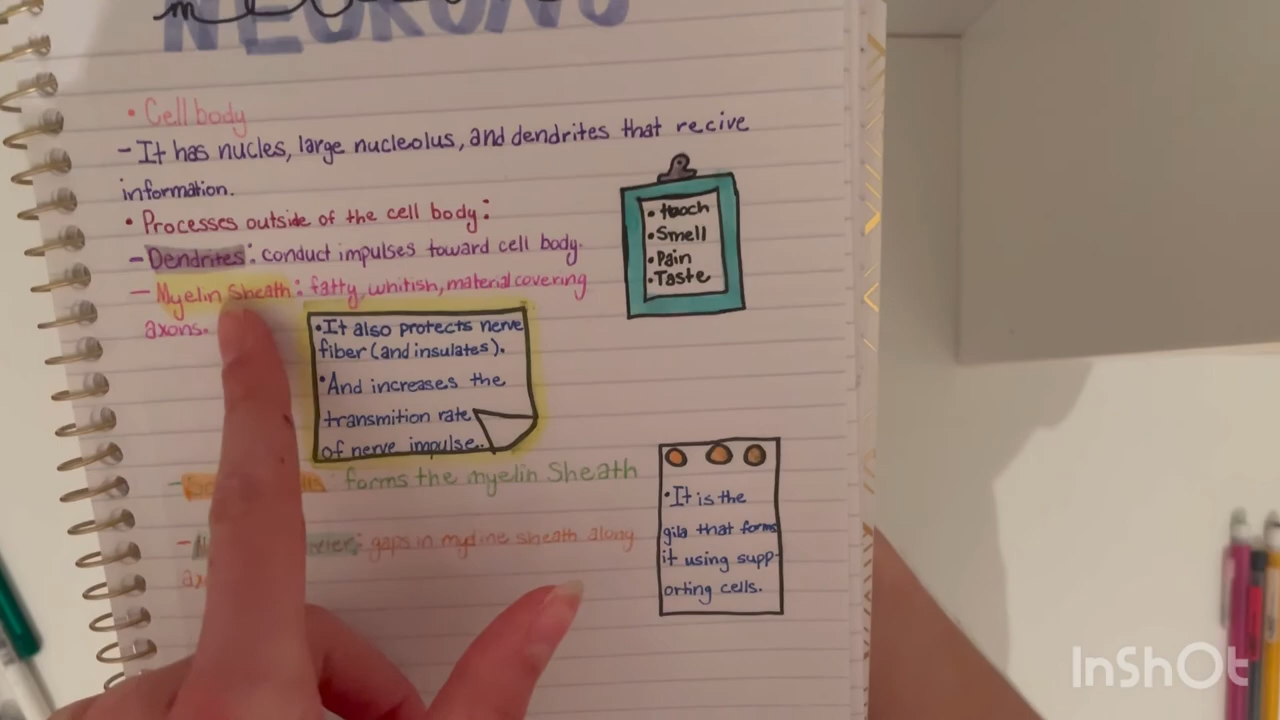 NEURONS
• Cell body
- It has nucles, large nucleolus, and dendrites that recive
information.
• Processes outside of the cell body:
- Dendrites: conduct impulses toward cell body.
- Myelin Sheath: fatty, whitish, material covering
axons.
• It also protects nerve
fiber (and insulates).
• And increases the
transmition rate
of nerve impulse.
• tuoch
• Smell
• Pain
• Taste
: forms the myelin Sheath
gaps in mydine sheath along
• It is the
gila that forms
it using supp-
orting cells.
InShOt